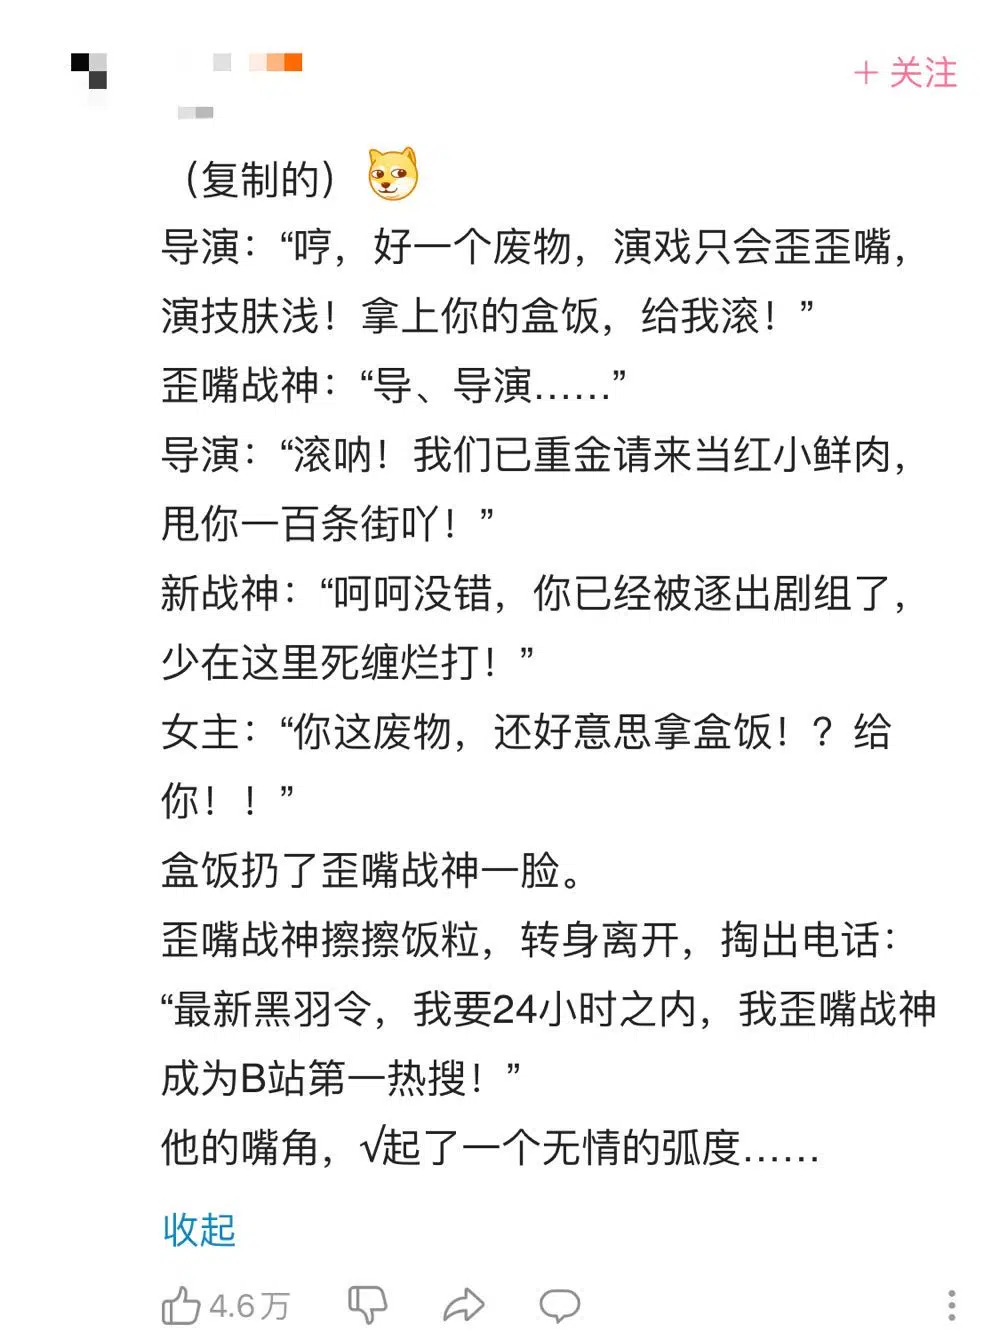 + 关注
（复制的）
导演：“哼，好一个废物，演戏只会歪歪嘴，
演技肤浅！拿上你的盒饭，给我滚！”
歪嘴战神：“导、导演……”
导演：“滚呐！我们已重金请来当红小鲜肉，
甩你一百条街吖！”
新战神：“呵呵没错，你已经被逐出剧组了，
少在这里死缠烂打！”
女主：“你这废物，还好意思拿盒饭！？给
你！！”
盒饭扔了歪嘴战神一脸。
歪嘴战神擦擦饭粒，转身离开，掏出电话：
“最新黑羽令，我要24小时之内，我歪嘴战神
成为B站第一热搜！”
他的嘴角，√起了一个无情的弧度……
收起
4.6万